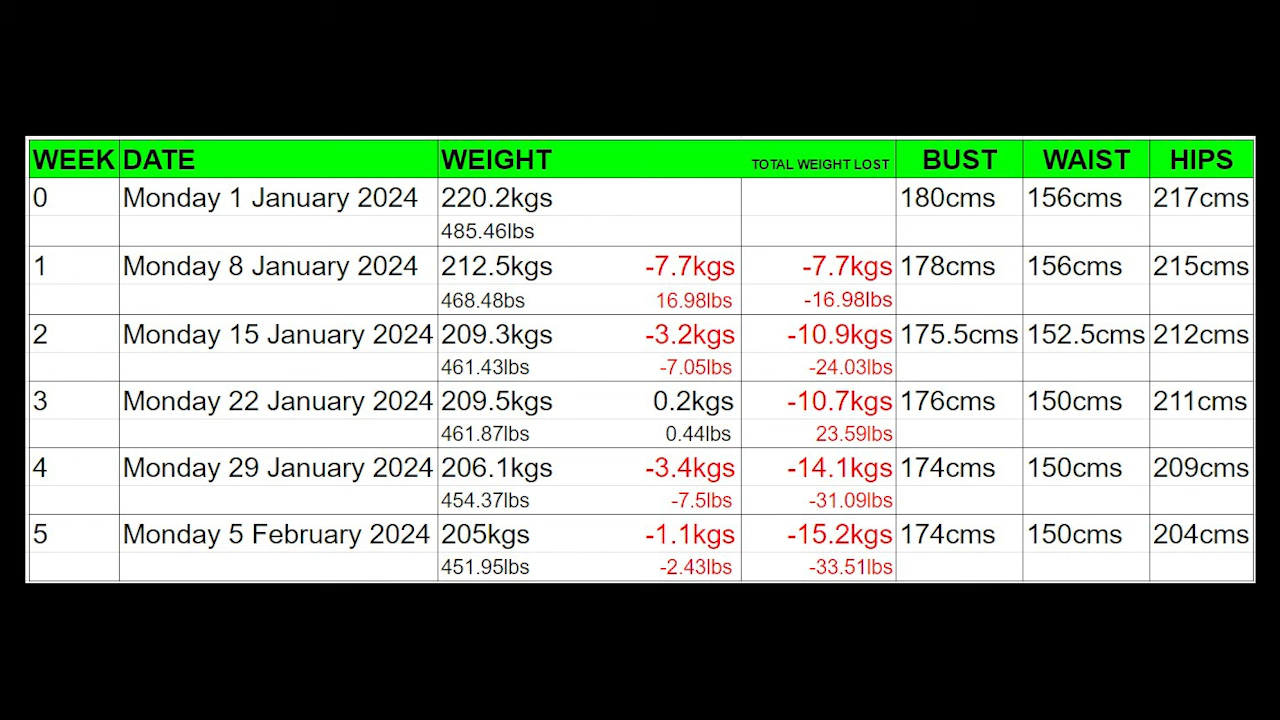 WEEK DATE WEIGHT TOTAL WEIGHT LOST BUST WAIST HIPS
0 Monday 1 January 2024 220.2kgs 180cms 156cms 217cms
485.46lbs
1 Monday 8 January 2024 212.5kgs -7.7kgs -7.7kgs 178cms 156cms 215cms
468.48bs 16.98lbs -16.98lbs
2 Monday 15 January 2024 209.3kgs -3.2kgs -10.9kgs 175.5cms 152.5cms 212cms
461.43lbs -7.05lbs -24.03lbs
3 Monday 22 January 2024 209.5kgs 0.2kgs -10.7kgs 176cms 150cms 211cms
461.87lbs 0.44lbs 23.59lbs
4 Monday 29 January 2024 206.1kgs -3.4kgs -14.1kgs 174cms 150cms 209cms
454.37lbs -7.5lbs -31.09lbs
5 Monday 5 February 2024 205kgs -1.1kgs -15.2kgs 174cms 150cms 204cms
451.95lbs -2.43lbs -33.51lbs